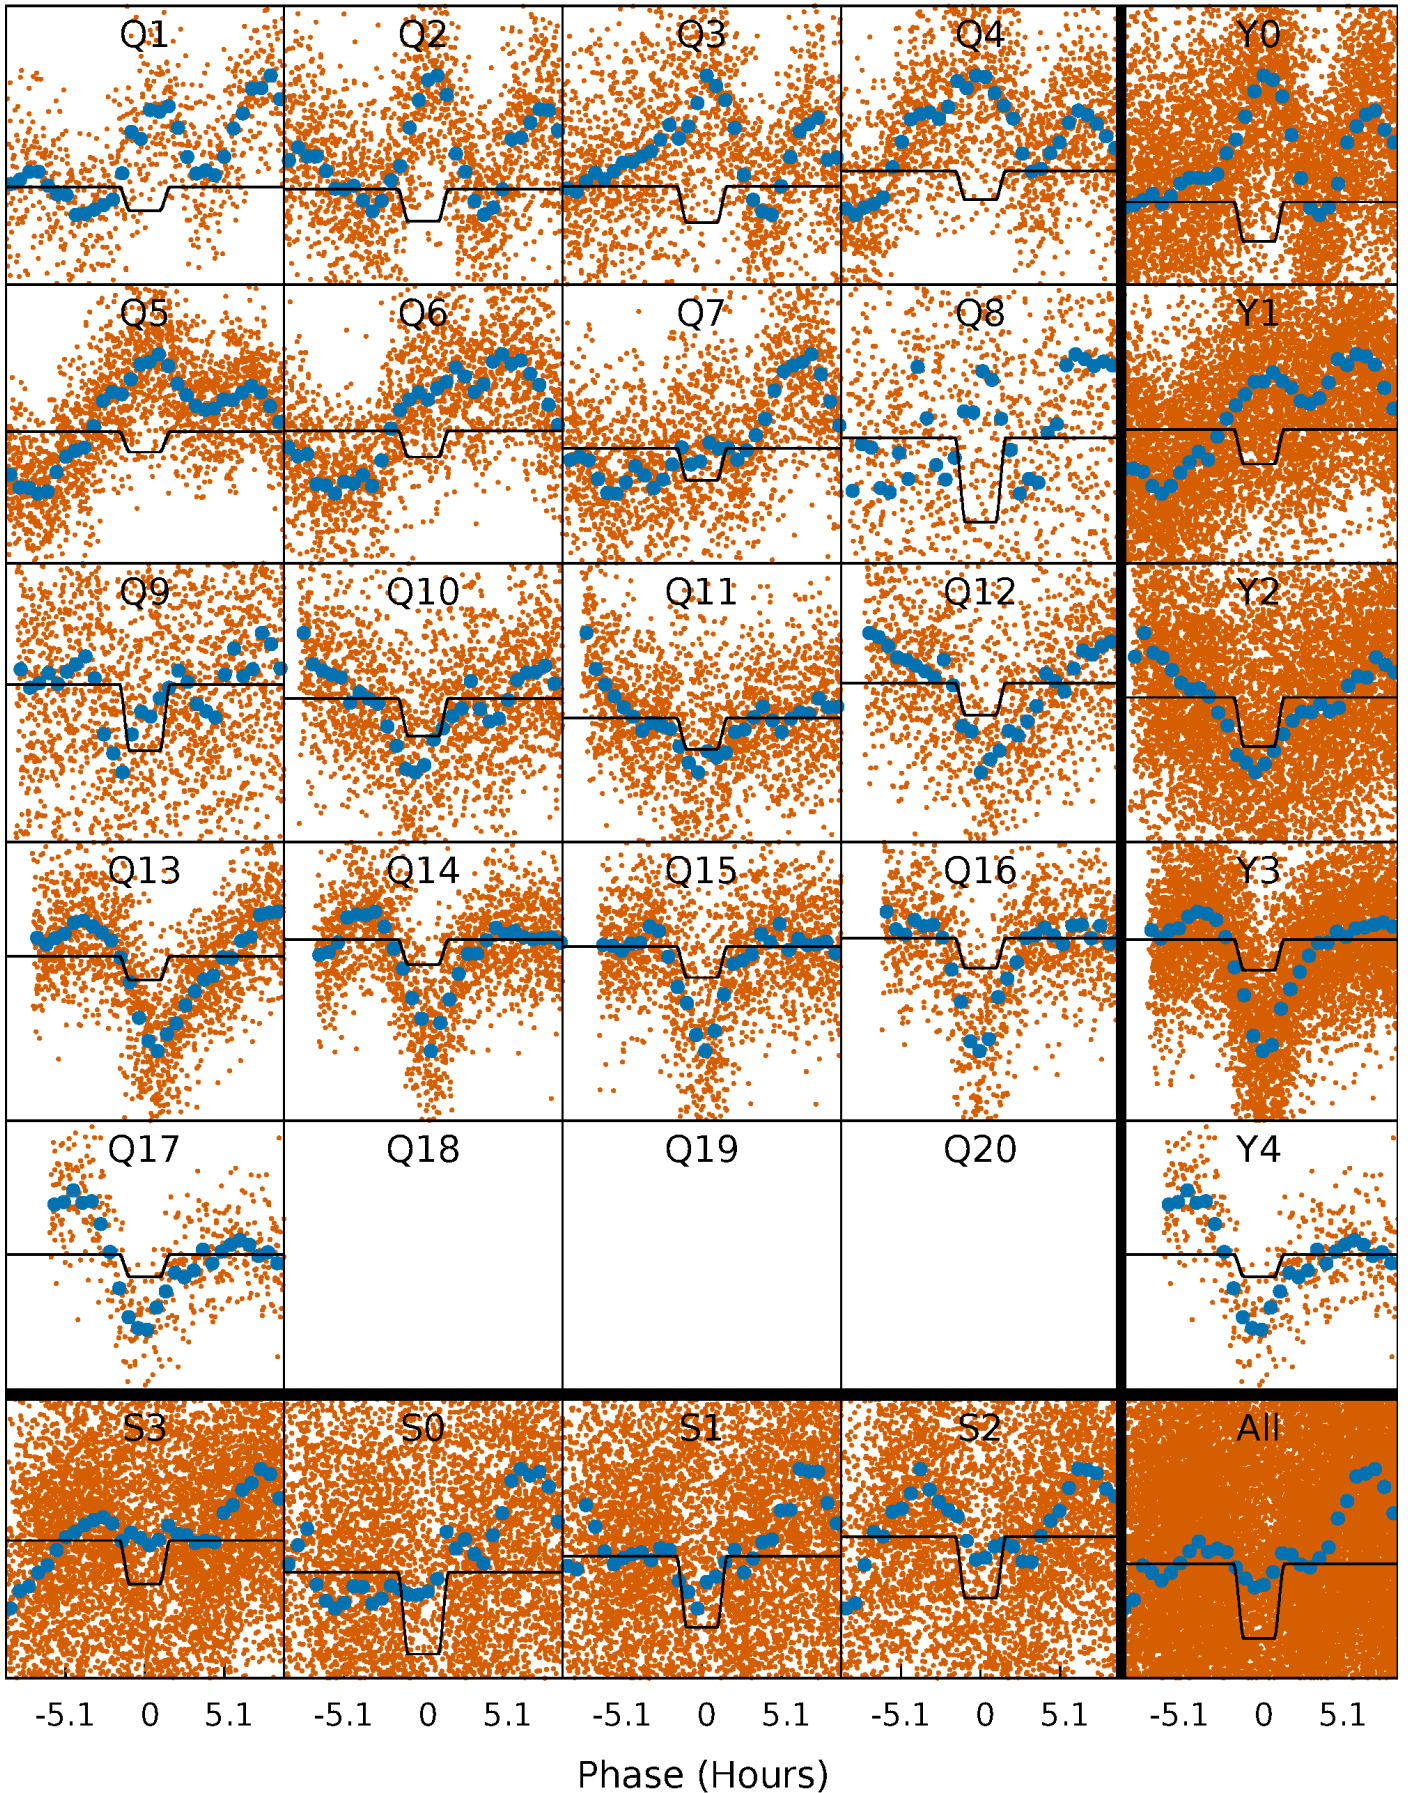 Q1 Q2 Q3 Q4 Y0
Q5 Q6 Q7 Q8 Y1
Q9 Q10 Q11 Q12 Y2
Q13 Q14 Q15 Q16 Y3
Q17 Q18 Q19 Q20 Y4
S3 S0 S1 S2 All
-5.1 0 5.1 -5.1 0 5.1 -5.1 0 5.1 -5.1 0 5.1 -5.1 0 5.1
Phase (Hours)